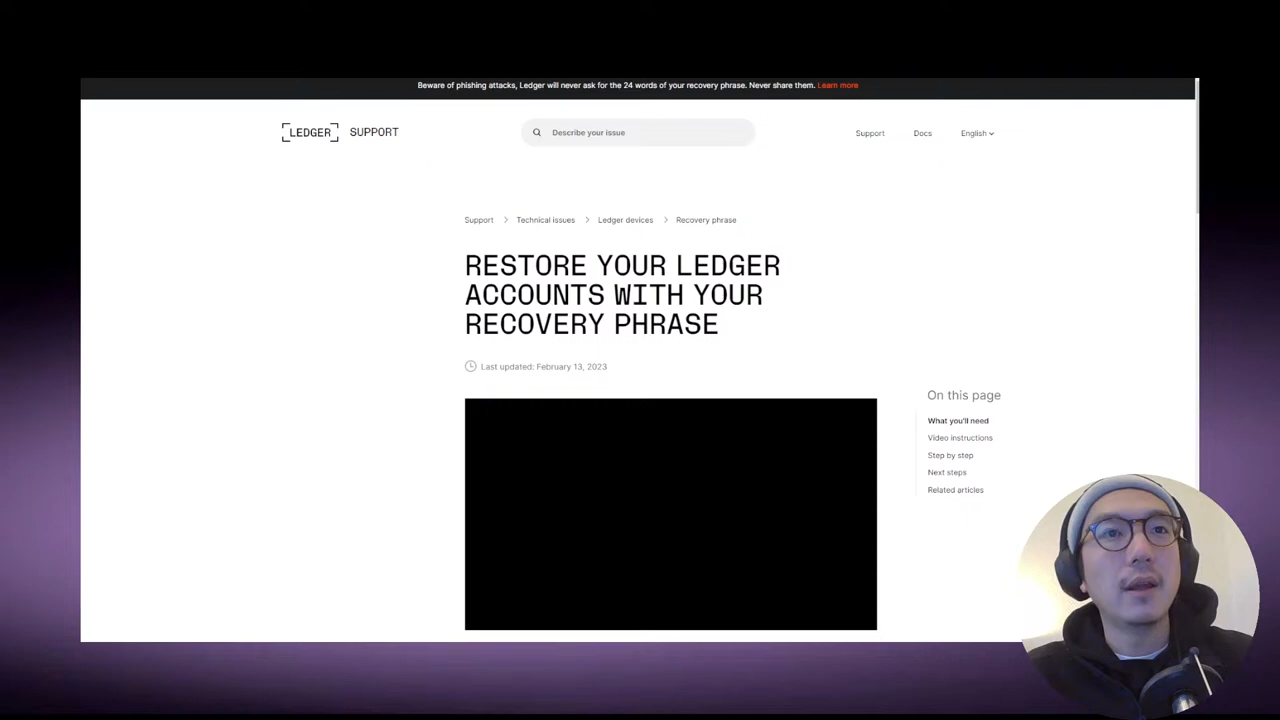 Beware of phishing attacks, Ledger will never ask for the 24 words of your recovery phrase. Never share them. Learn more
LEDGER SUPPORT
Describe your issue
Support Docs English
Support > Technical issues > Ledger devices > Recovery phrase
RESTORE YOUR LEDGER
ACCOUNTS WITH YOUR
RECOVERY PHRASE
Last updated: February 13, 2023
On this page
What you'll need
Video instructions
Step by step
Next steps
Related articles